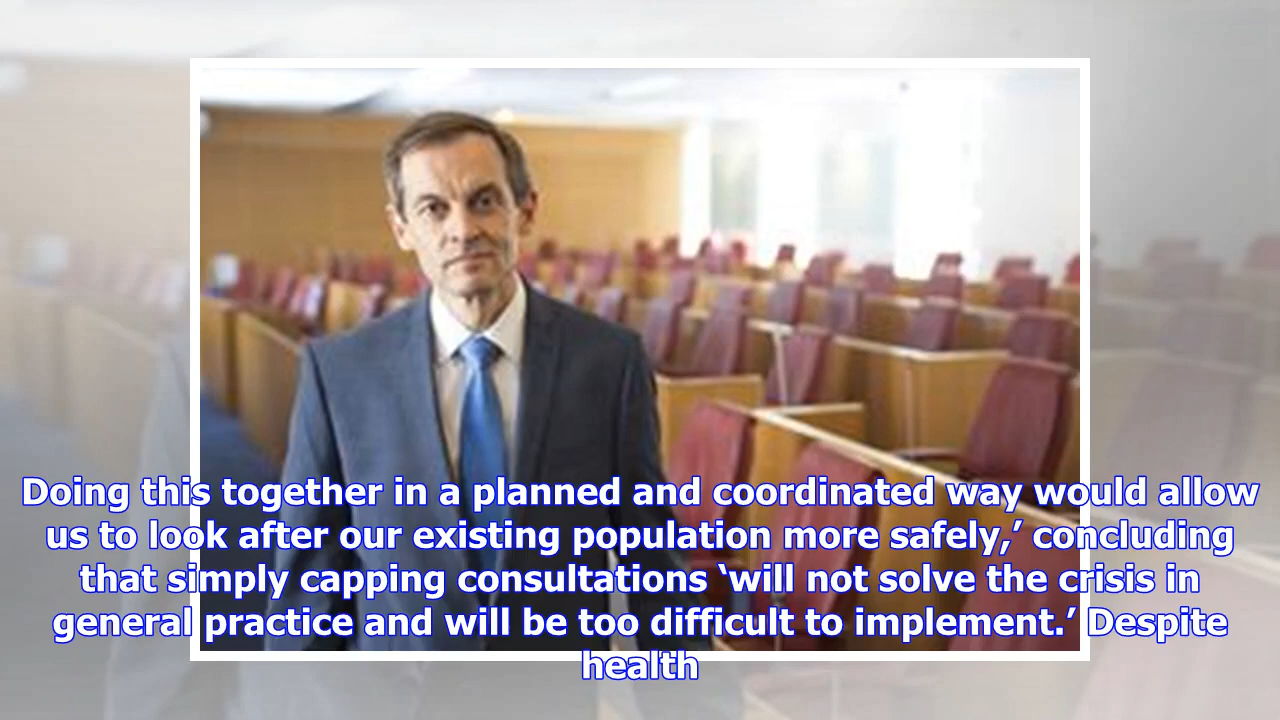 Doing this together in a planned and coordinated way would allow
us to look after our existing population more safely,’ concluding
that simply capping consultations ‘will not solve the crisis in
general practice and will be too difficult to implement.’ Despite
health